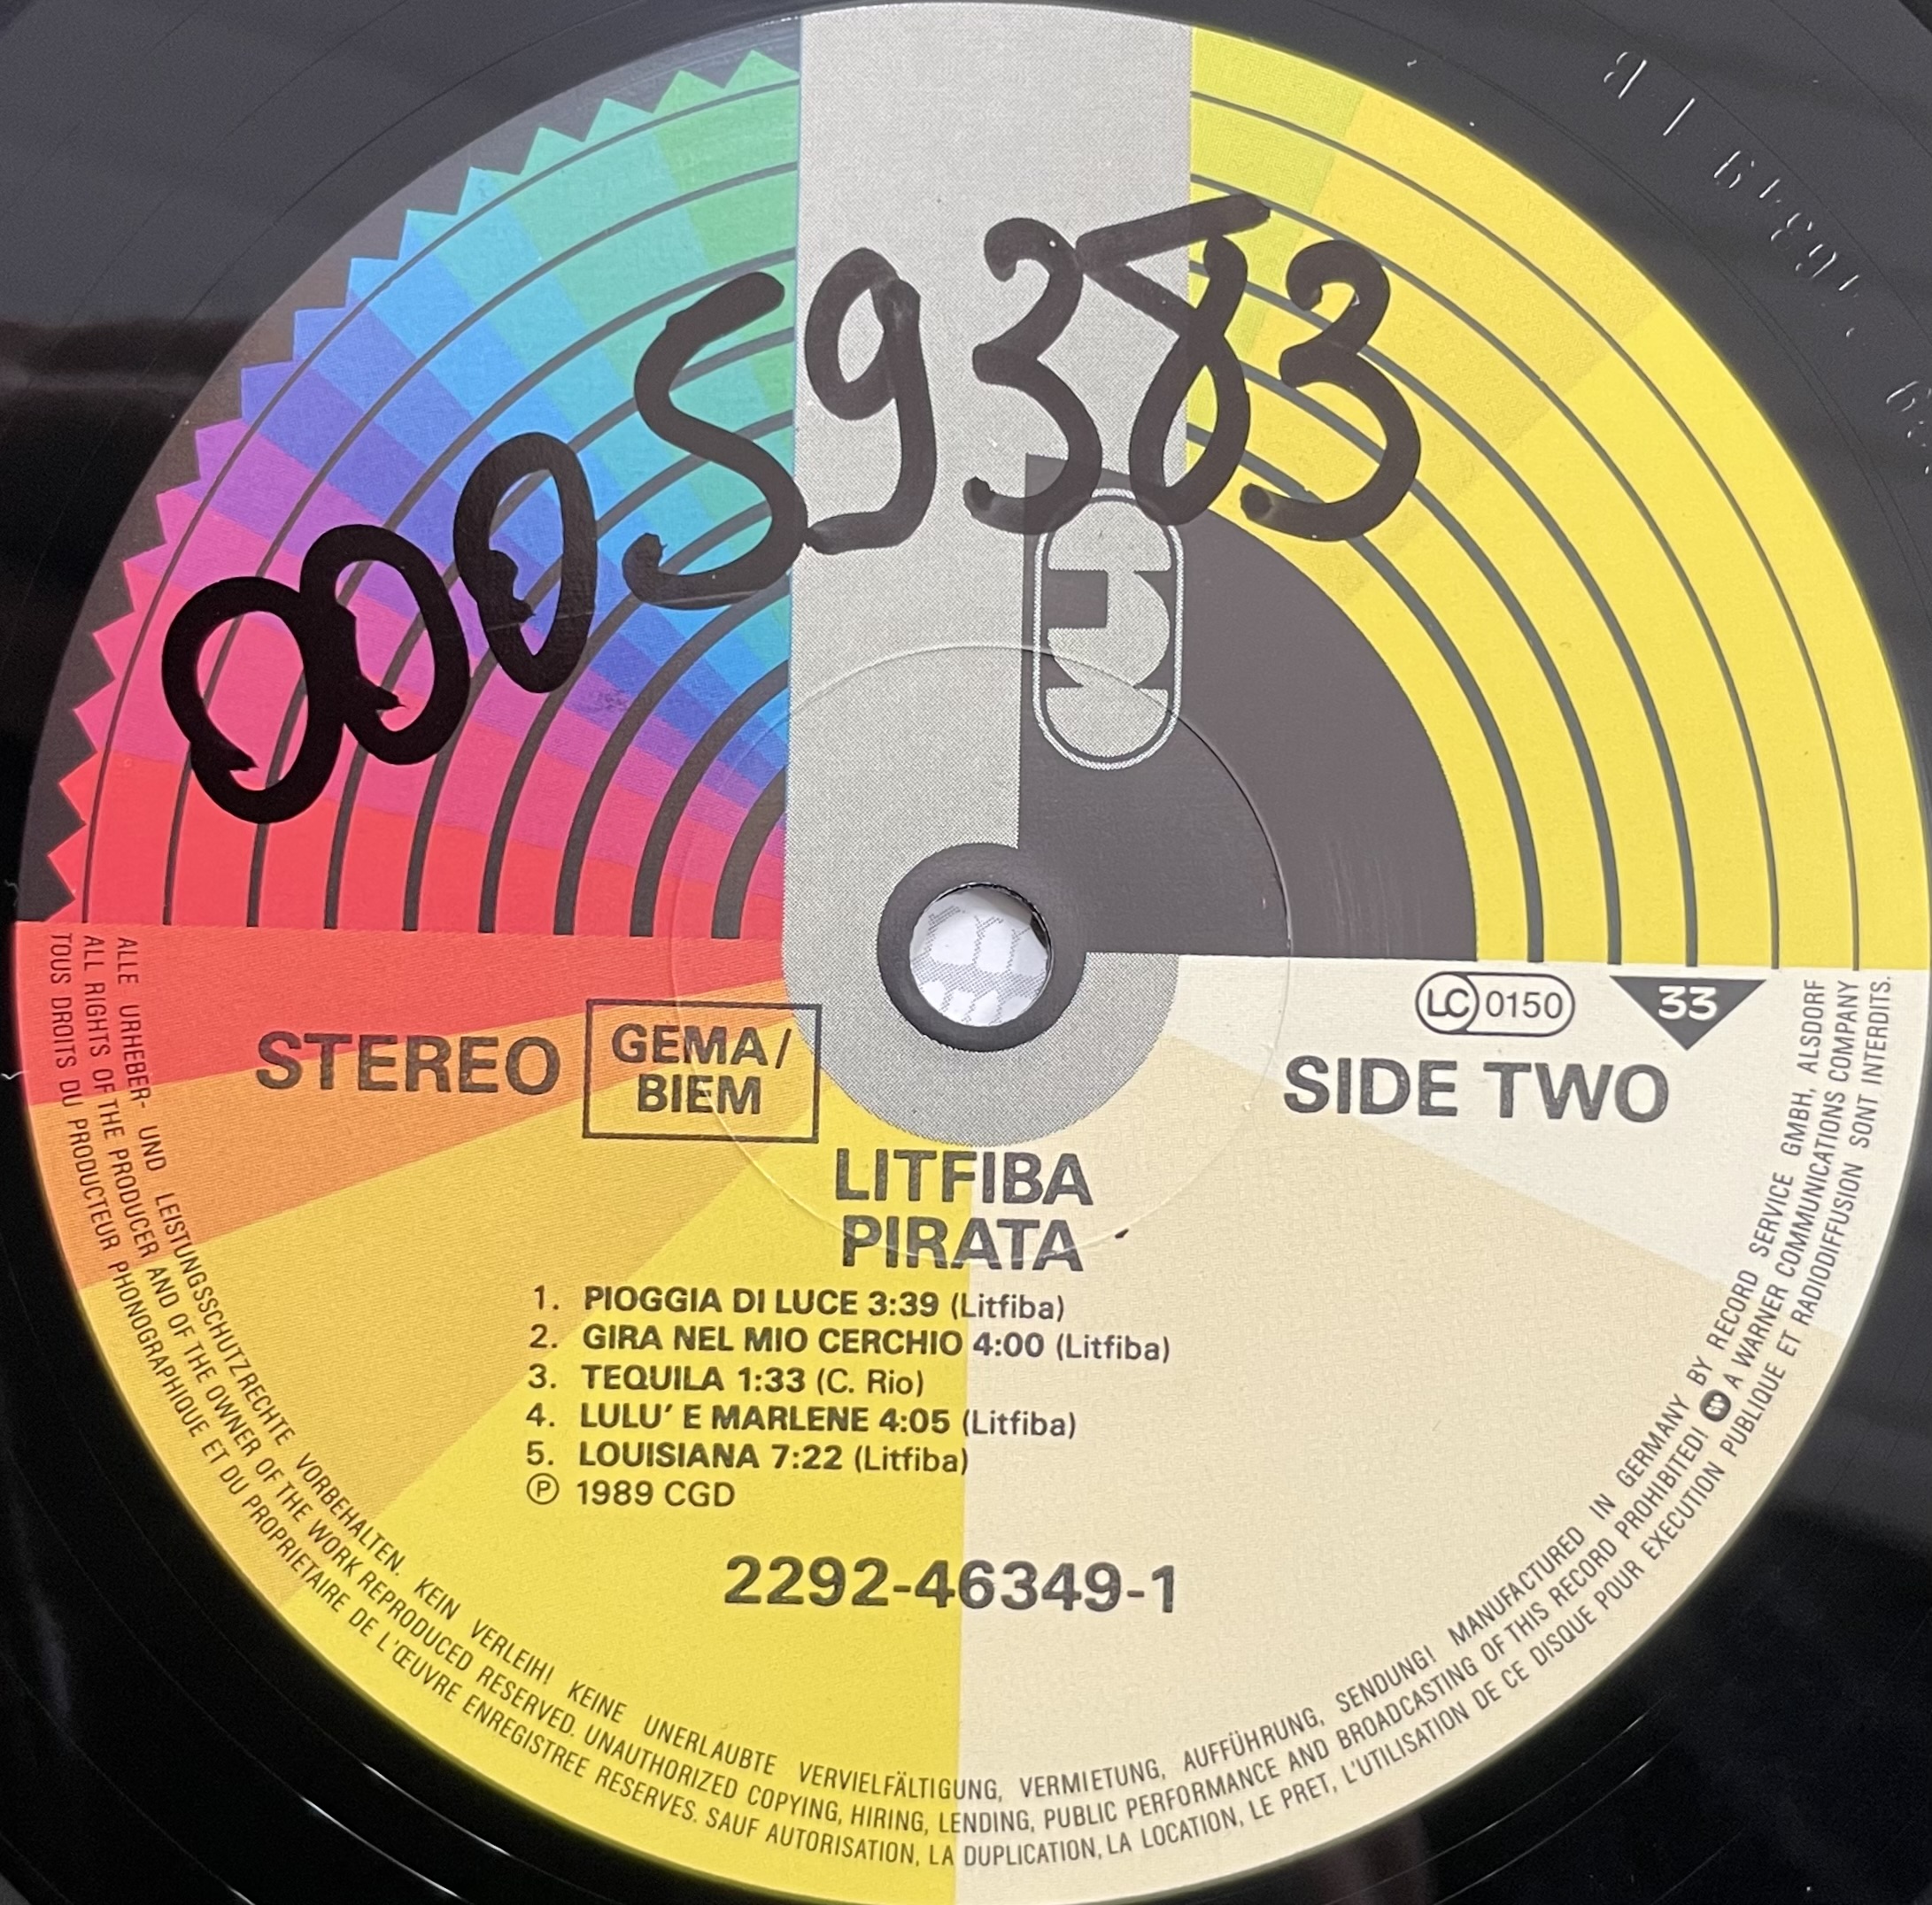 00059383
LC 0150
33
STEREO
GEMA/
BIEM
SIDE TWO
LITFIBA
PIRATA
1. PIOGGIA DI LUCE 3:39 (Litfiba)
2. GIRA NEL MIO CERCHIO 4:00 (Litfiba)
3. TEQUILA 1:33 (C. Rio)
4. LULU' E MARLENE 4:05 (Litfiba)
5. LOUISIANA 7:22 (Litfiba)
Ⓟ 1989 CGD
2292-46349-1
ALLE URHEBER- UND LEISTUNGSSCHUTZRECHTE VORBEHALTEN. KEIN VERLEIH! KEINE UNERLAUBTE VERVIELFÄLTIGUNG, VERMIETUNG, AUFFÜHRUNG, SENDUNG! MANUFACTURED IN GERMANY BY RECORD SERVICE GMBH, ALSDORF
ALL RIGHTS OF THE PRODUCER AND OF THE OWNER OF THE WORK REPRODUCED RESERVED. UNAUTHORIZED COPYING, HIRING, LENDING, PUBLIC PERFORMANCE AND BROADCASTING OF THIS RECORD PROHIBITED! A WARNER COMMUNICATIONS COMPANY
TOUS DROITS DU PRODUCTEUR PHONOGRAPHIQUE ET DU PROPRIETAIRE DE L'ŒUVRE ENREGISTREE RESERVES. SAUF AUTORISATION, LA DUPLICATION, LA LOCATION, LE PRET, L'UTILISATION DE CE DISQUE POUR EXECUTION PUBLIQUE ET RADIODIFFUSION SONT INTERDITS.